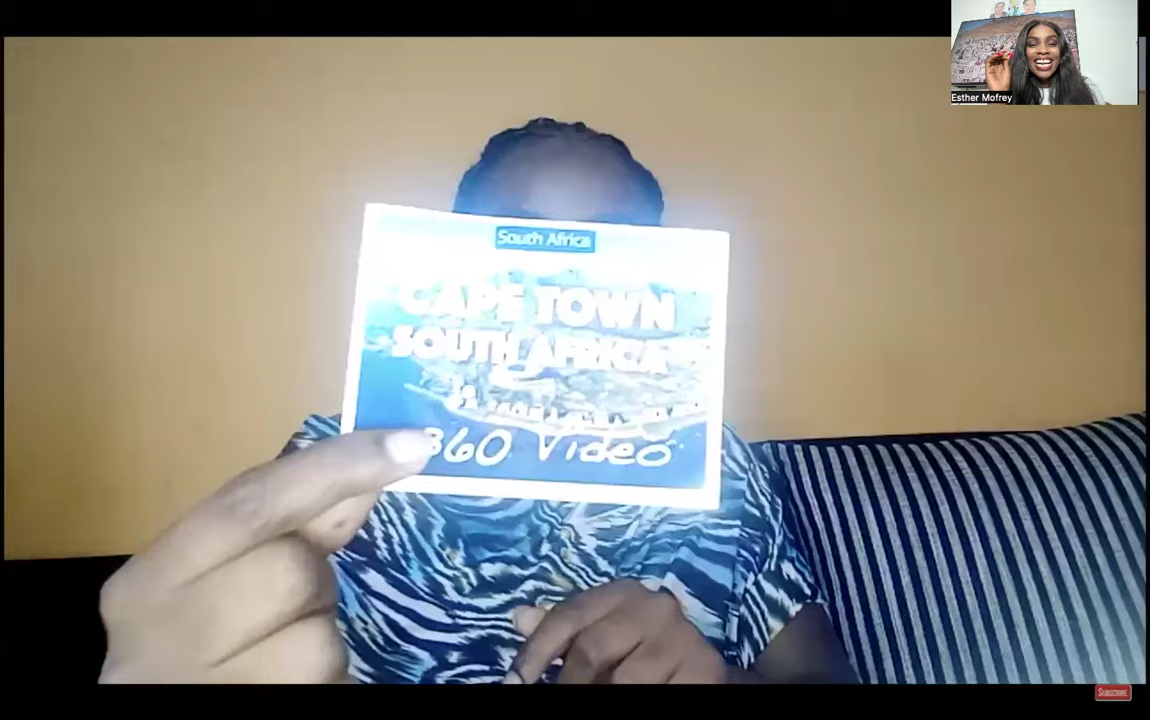 Esther Mofrey
South Africa
CAPE TOWN
SOUTH AFRICA
360 Video
SUBSCRIBE